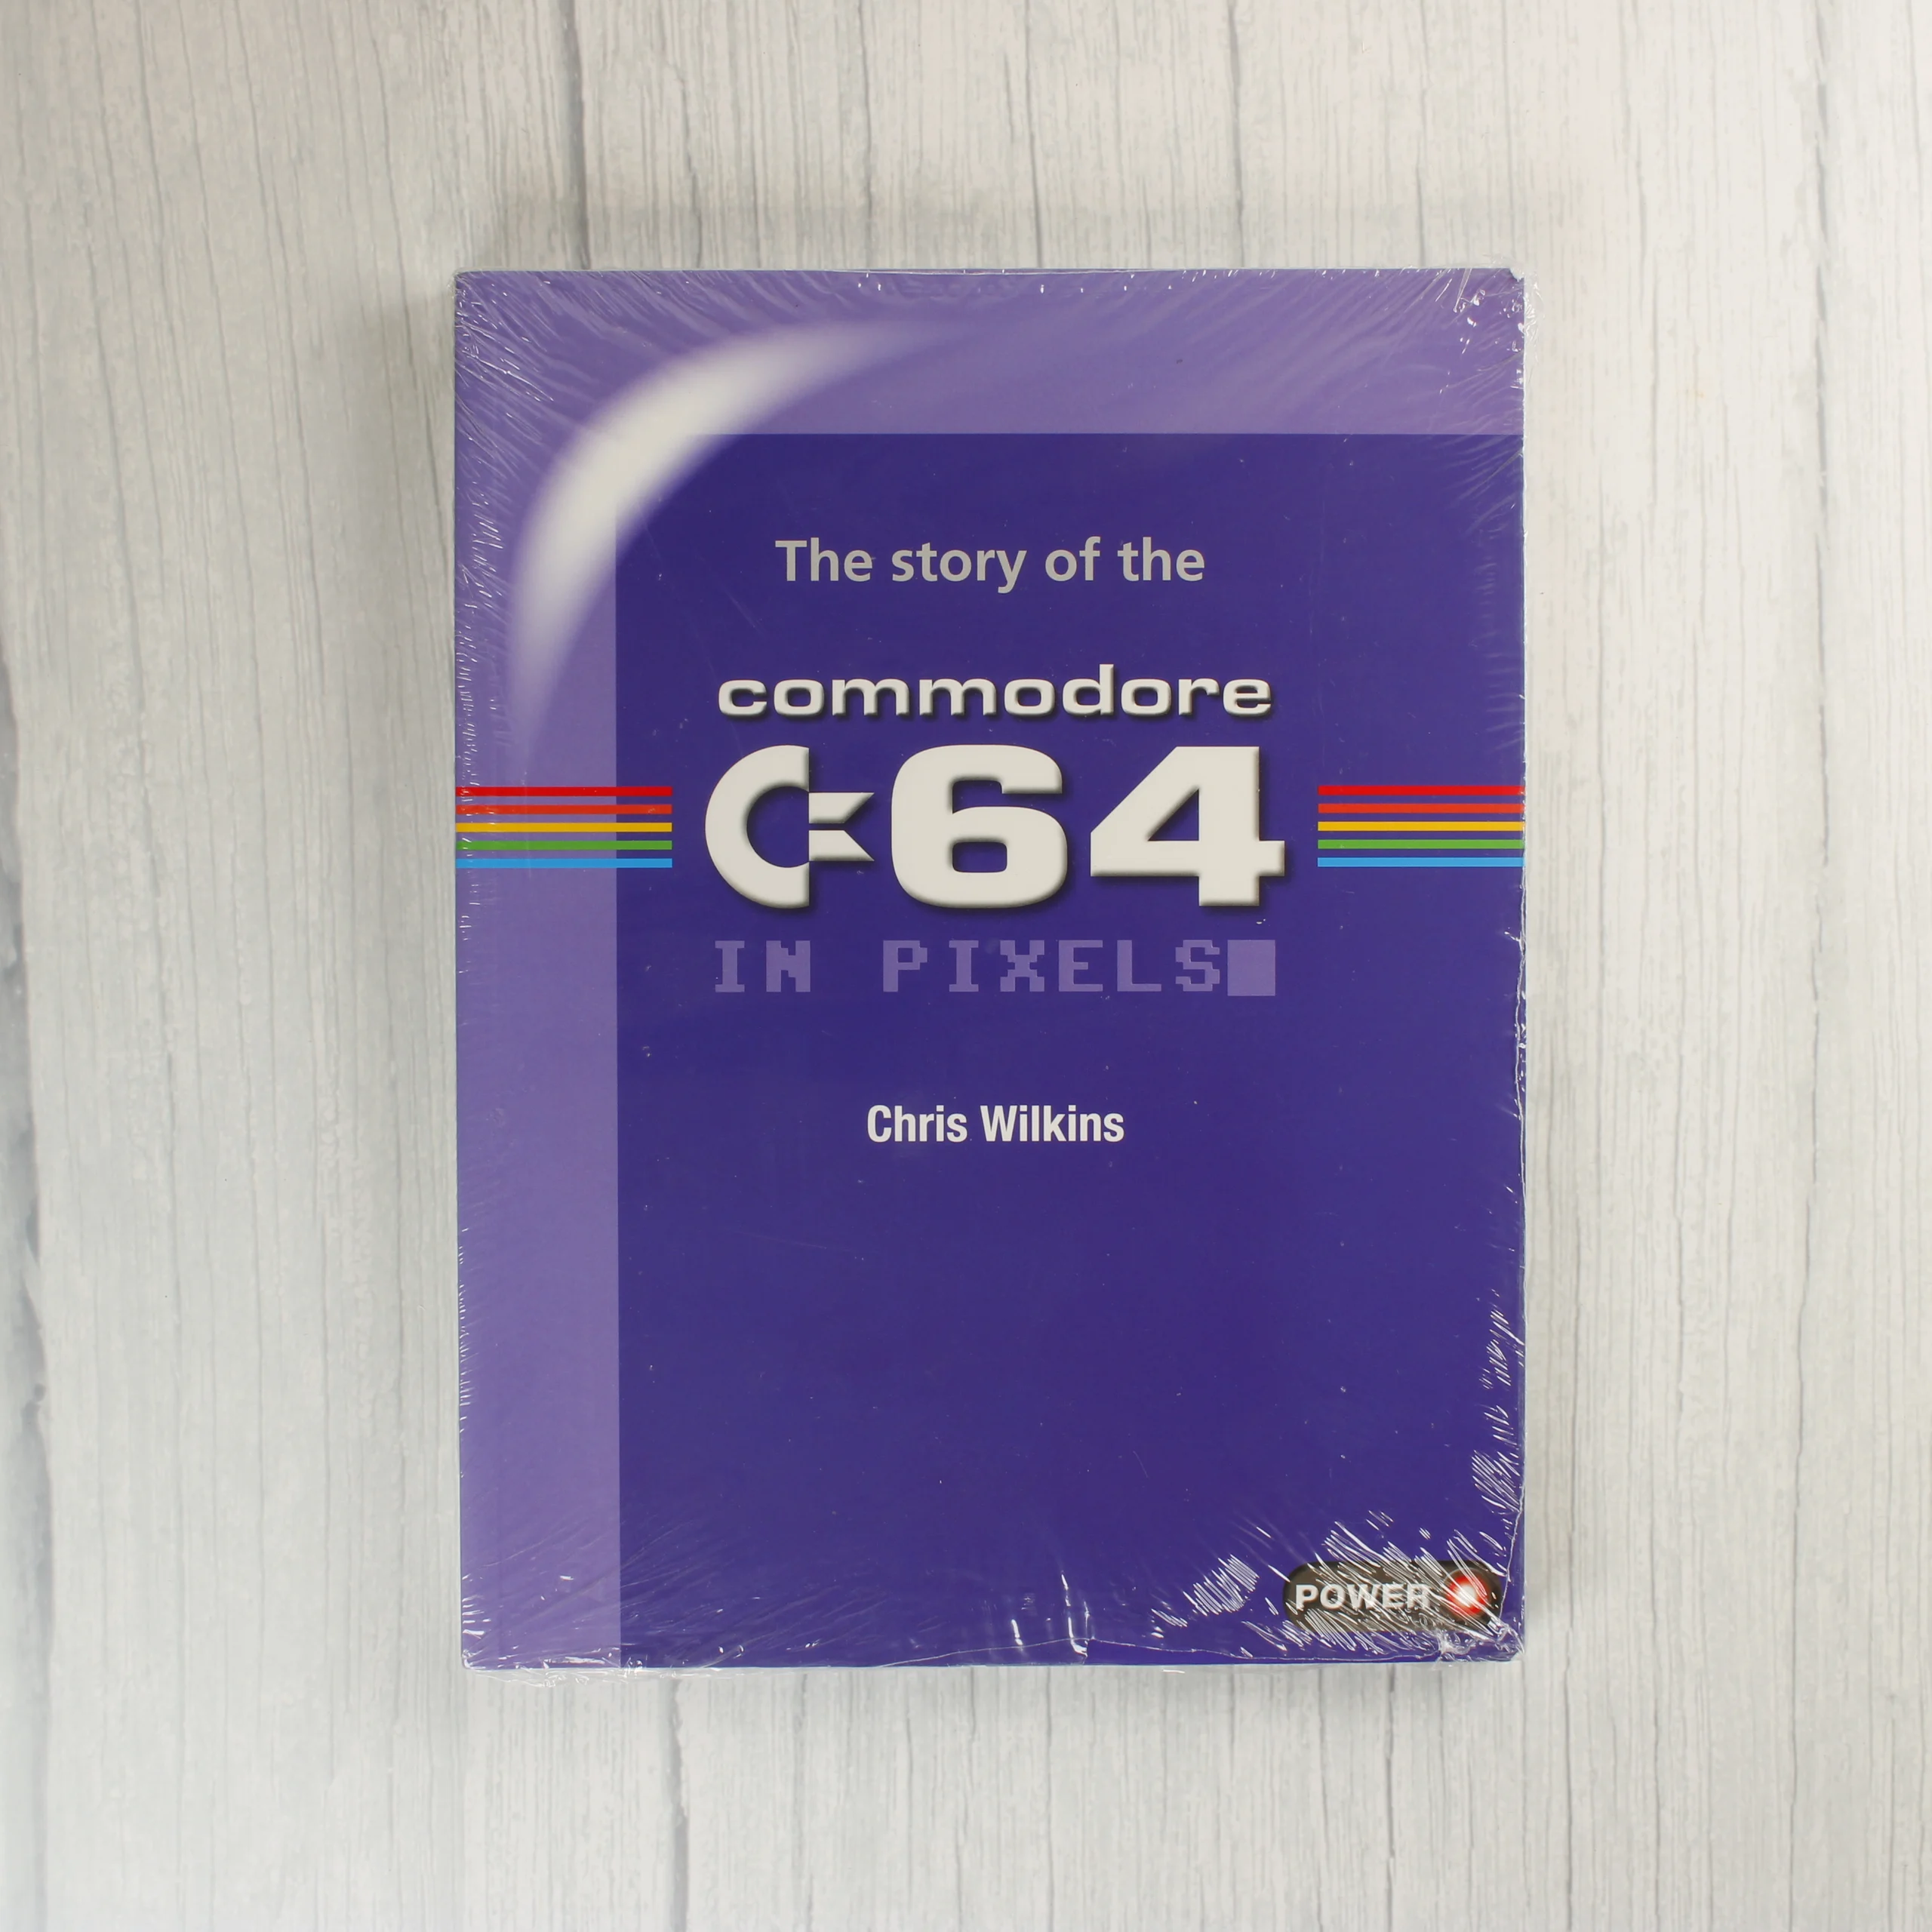 The story of the
commodore
C=64
IN PIXELS
Chris Wilkins
POWER